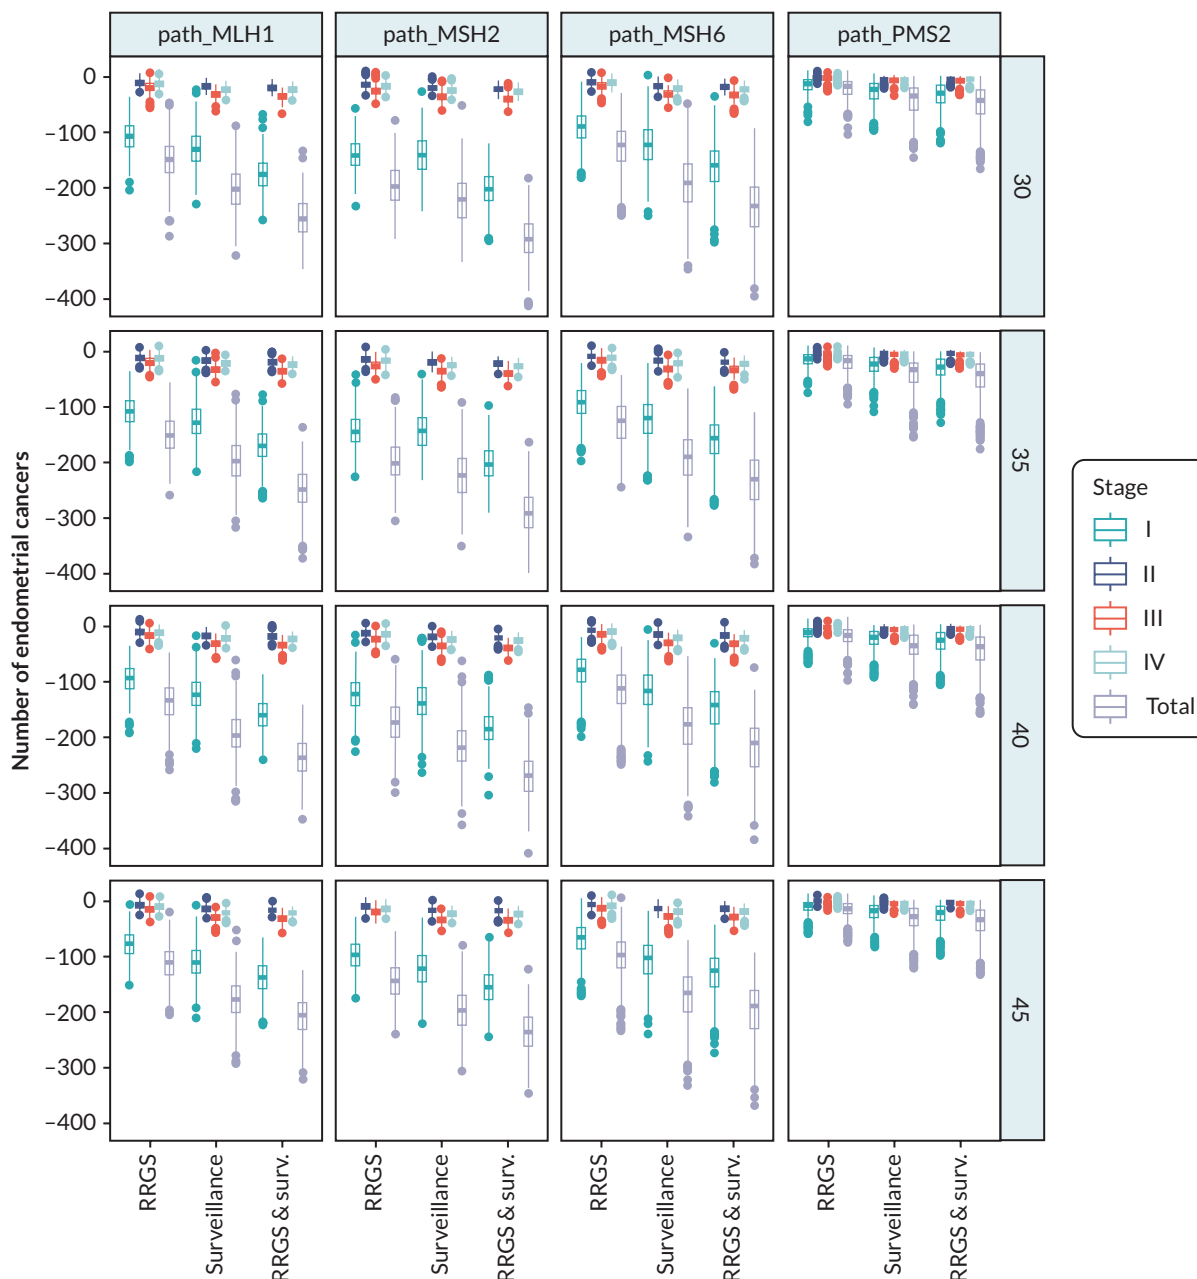 path_MLH1 path_MSH2 path_MSH6 path_PMS2
0
−100
−200
−300
−400
30
0
−100
−200
−300
−400
35
0
−100
−200
−300
−400
40
0
−100
−200
−300
−400
45
Number of endometrial cancers
RRGS Surveillance RRGS & surv. RRGS Surveillance RRGS & surv. RRGS Surveillance RRGS & surv. RRGS Surveillance RRGS & surv.
Stage
I
II
III
IV
Total